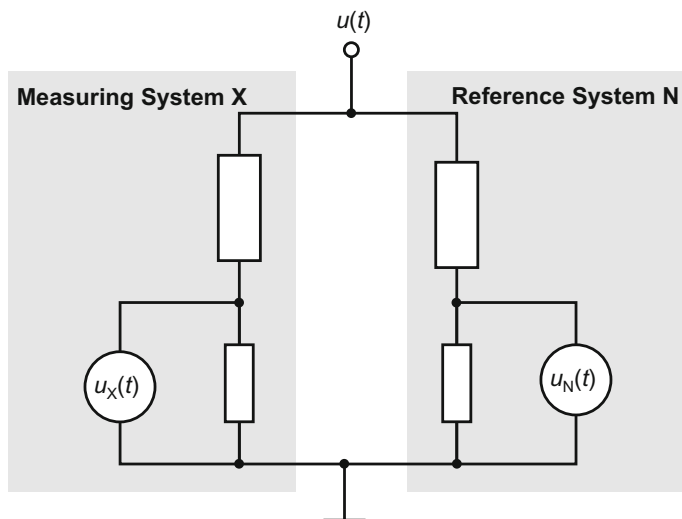 u(t)
Measuring System X
Reference System N
uX(t)
uN(t)